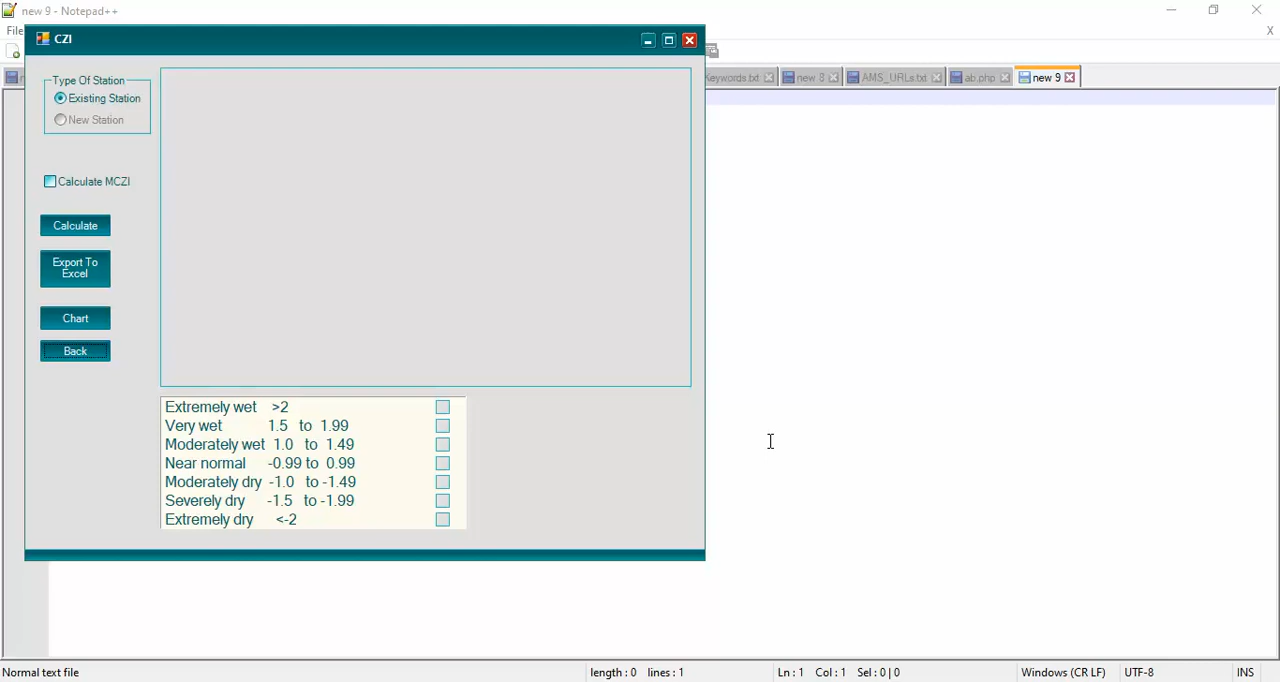 new 9 - Notepad++
File
CZI
Keywords.txt
new 8
AMS_URLs.txt
ab.php
new 9
X
Type Of Station
Existing Station
New Station
Calculate MCZI
Calculate
Export To
Excel
Chart
Back
Extremely wet >2
Very wet 1.5 to 1.99
Moderately wet 1.0 to 1.49
Near normal -0.99 to 0.99
Moderately dry -1.0 to -1.49
Severely dry -1.5 to -1.99
Extremely dry <-2
Normal text file
length : 0 lines : 1
Ln : 1 Col : 1 Sel : 0 | 0
Windows (CR LF)
UTF-8
INS